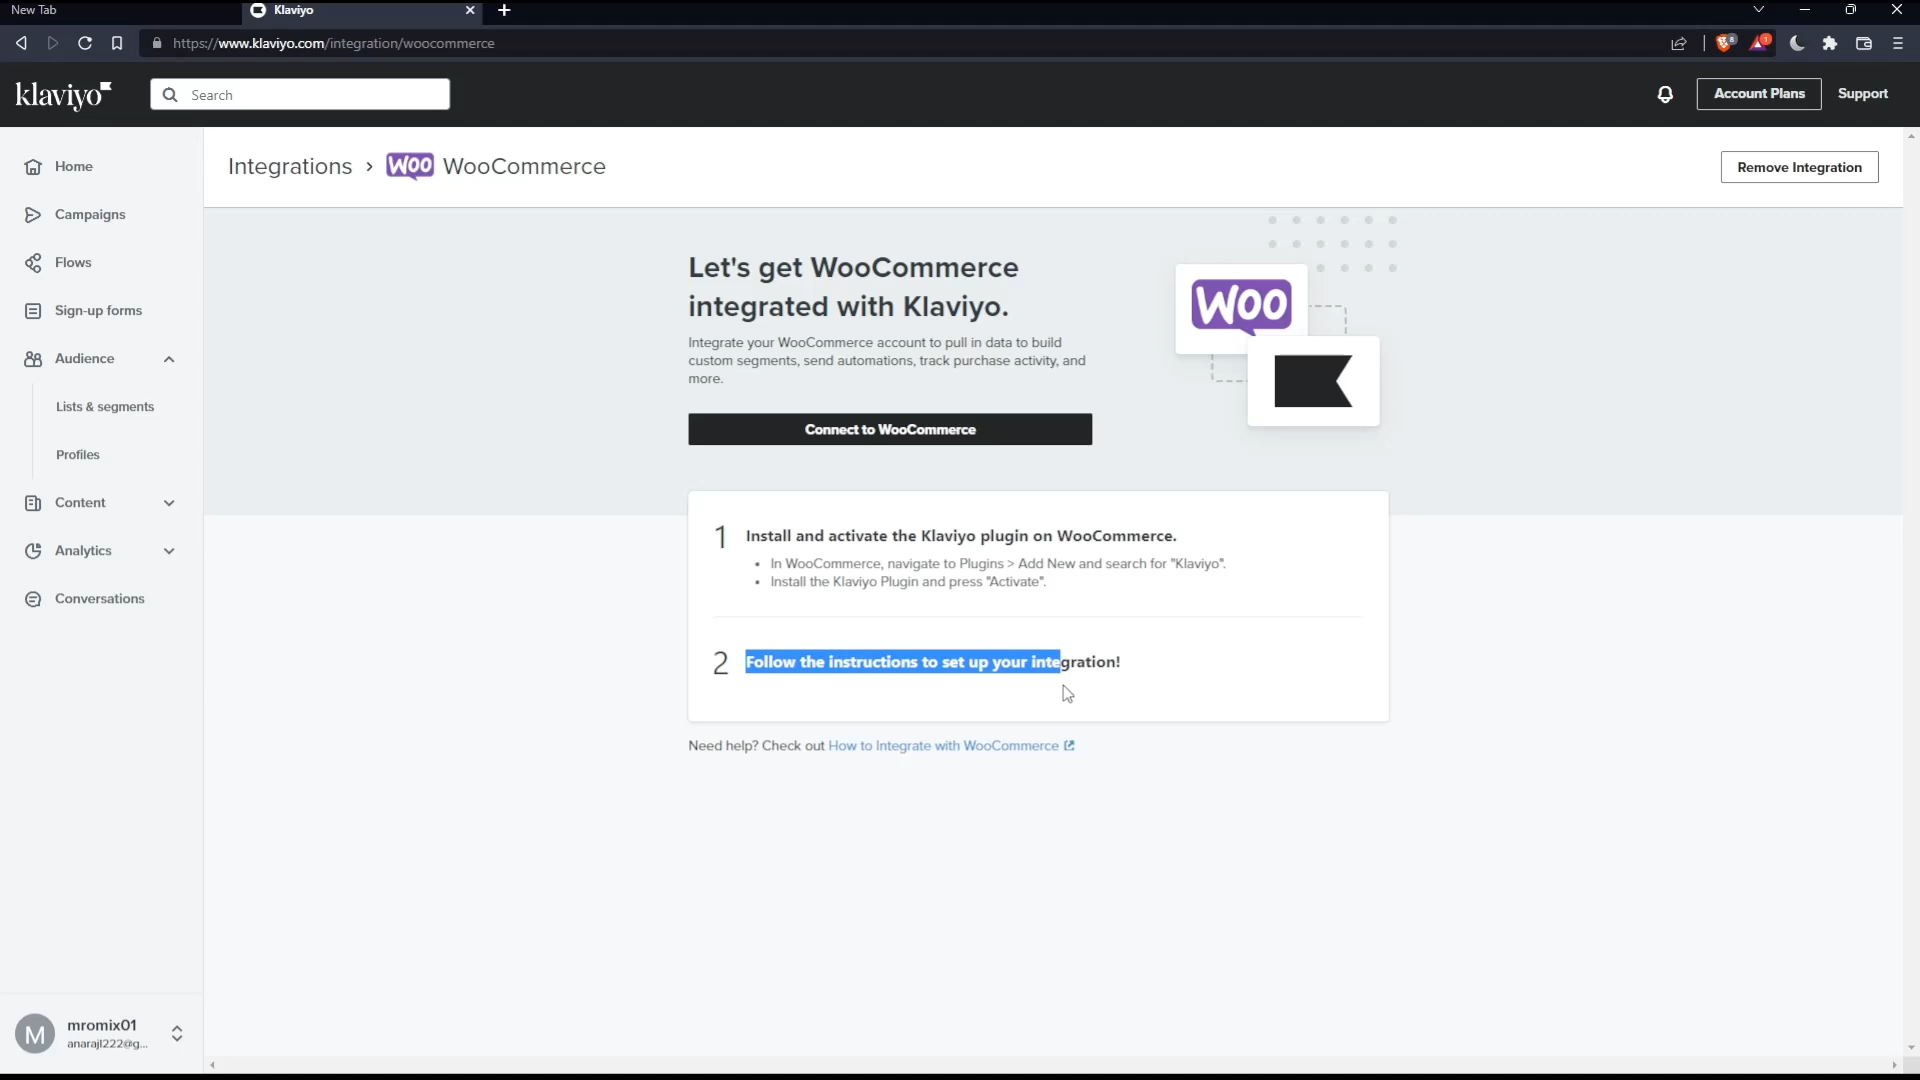 New Tab
Klaviyo
https://www.klaviyo.com/integration/woocommerce
8
1
klaviyo
Search
Account Plans
Support
Home
Campaigns
Flows
Sign-up forms
Audience
Lists & segments
Profiles
Content
Analytics
Conversations
Integrations › WOO WooCommerce
Remove Integration
Let's get WooCommerce
integrated with Klaviyo.
Integrate your WooCommerce account to pull in data to build
custom segments, send automations, track purchase activity, and
more.
Connect to WooCommerce
WOO
1 Install and activate the Klaviyo plugin on WooCommerce.
• In WooCommerce, navigate to Plugins > Add New and search for "Klaviyo".
• Install the Klaviyo Plugin and press "Activate".
2 Follow the instructions to set up your integration!
Need help? Check out How to Integrate with WooCommerce
M
mromix01
anarajl222@g...